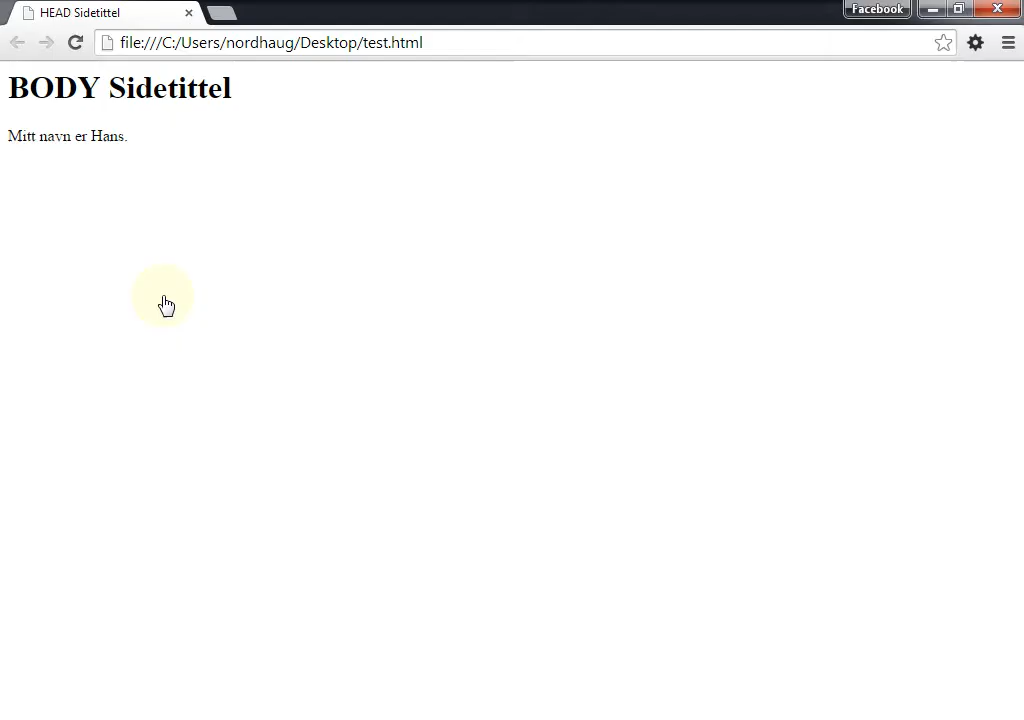 HEAD Sidetittel
Facebook
file:///C:/Users/nordhaug/Desktop/test.html
BODY Sidetittel
Mitt navn er Hans.